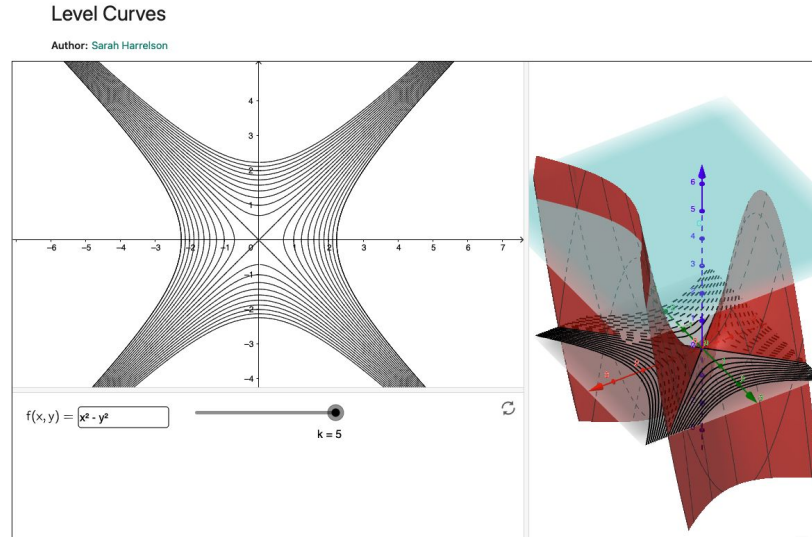 Level Curves
Author: Sarah Harrelson
4
3
2
1
−6 −5 −4 −3 −2 −1 0 1 2 3 4 5 6 7
−1
−2
−3
−4
f(x, y) = x² - y²
k = 5
6
5
4
3